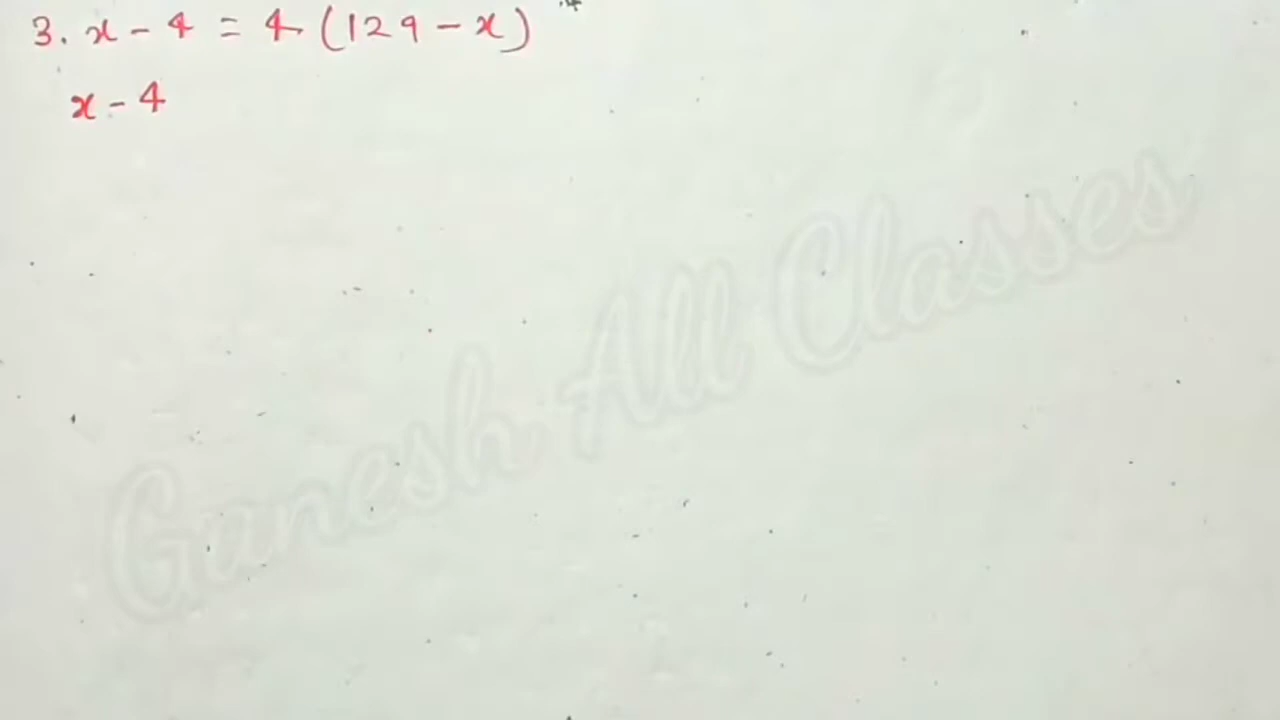 3. x - 4 = 4 (129 - x)
x - 4
Ganesh All Classes